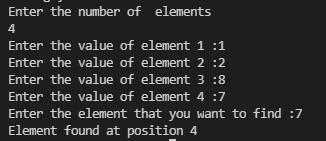 Enter the number of  elements
4
Enter the value of element 1 :1
Enter the value of element 2 :2
Enter the value of element 3 :8
Enter the value of element 4 :7
Enter the element that you want to find :7
Element found at position 4